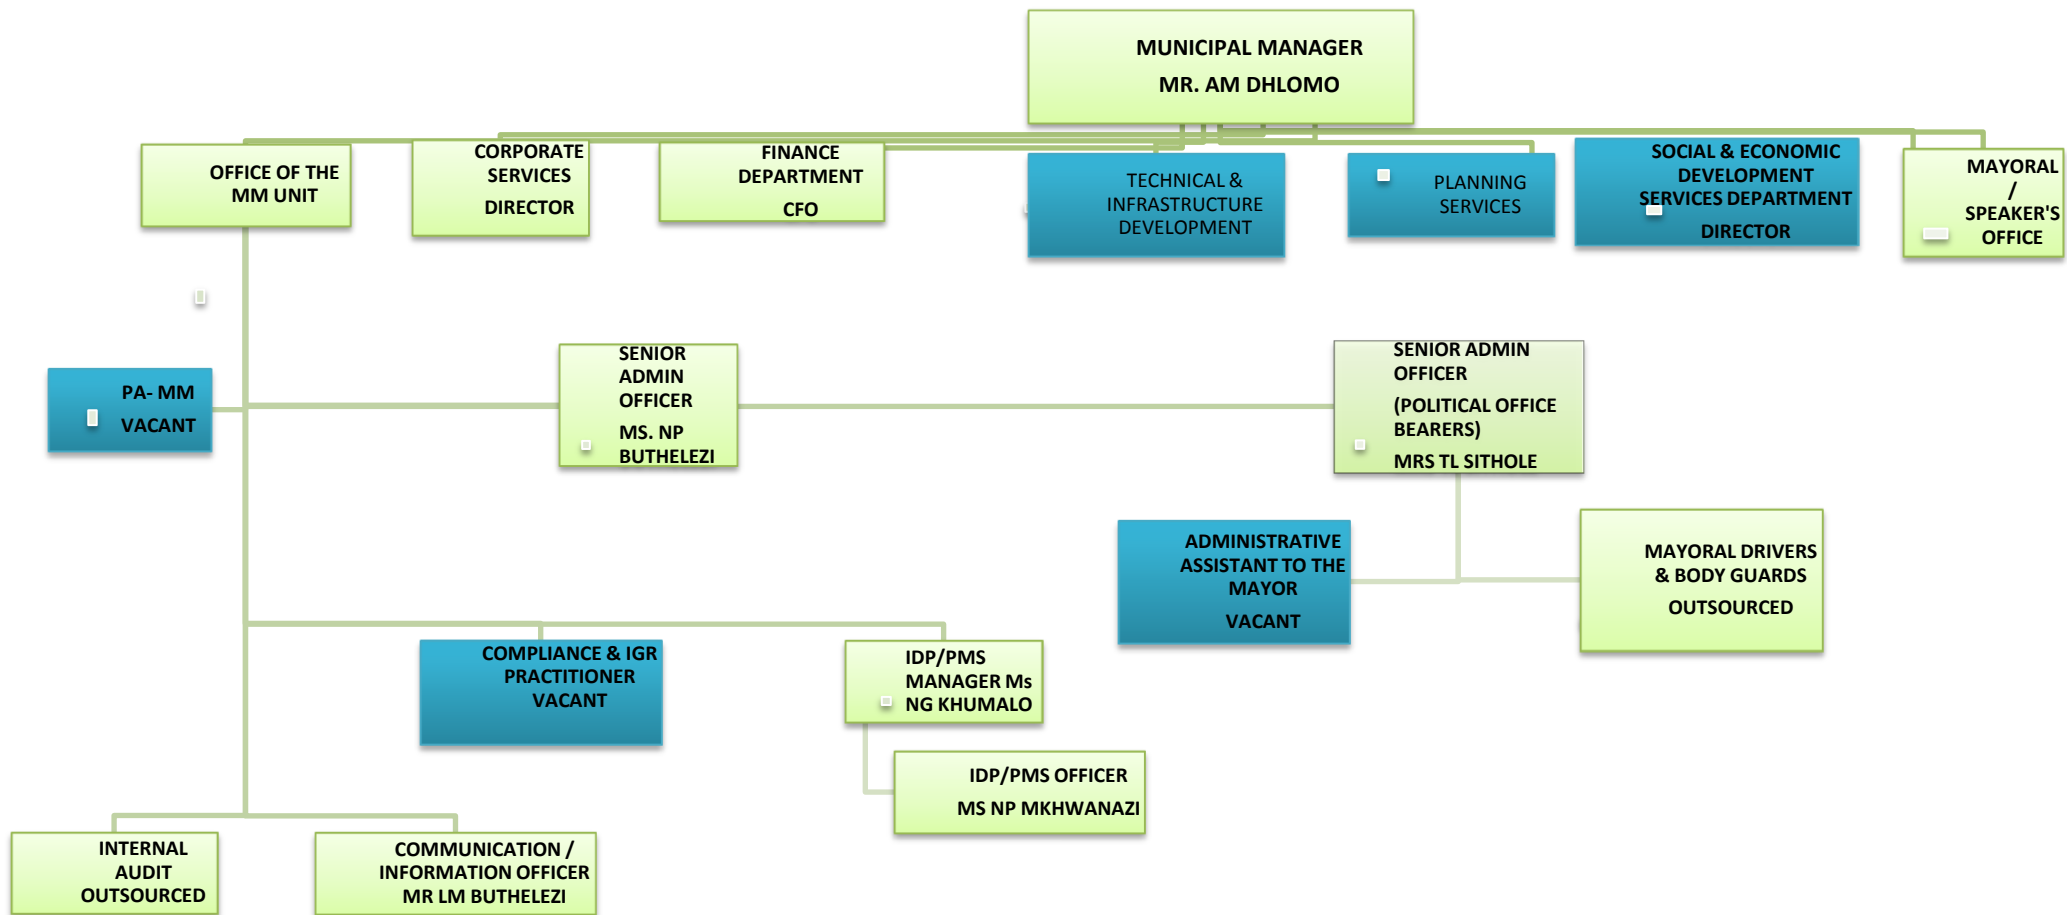 MUNICIPAL MANAGER
MR. AM DHLOMO
OFFICE OF THE
MM UNIT
CORPORATE
SERVICES
DIRECTOR
FINANCE
DEPARTMENT
CFO
TECHNICAL &
INFRASTRUCTURE
DEVELOPMENT
PLANNING
SERVICES
SOCIAL & ECONOMIC
DEVELOPMENT
SERVICES DEPARTMENT
DIRECTOR
MAYORAL
/
SPEAKER'S
OFFICE
PA- MM
VACANT
SENIOR
ADMIN
OFFICER
MS. NP
BUTHELEZI
SENIOR ADMIN
OFFICER
(POLITICAL OFFICE
BEARERS)
MRS TL SITHOLE
ADMINISTRATIVE
ASSISTANT TO THE
MAYOR
VACANT
MAYORAL DRIVERS
& BODY GUARDS
OUTSOURCED
COMPLIANCE & IGR
PRACTITIONER
VACANT
IDP/PMS
MANAGER Ms
NG KHUMALO
IDP/PMS OFFICER
MS NP MKHWANAZI
INTERNAL
AUDIT
OUTSOURCED
COMMUNICATION /
INFORMATION OFFICER
MR LM BUTHELEZI